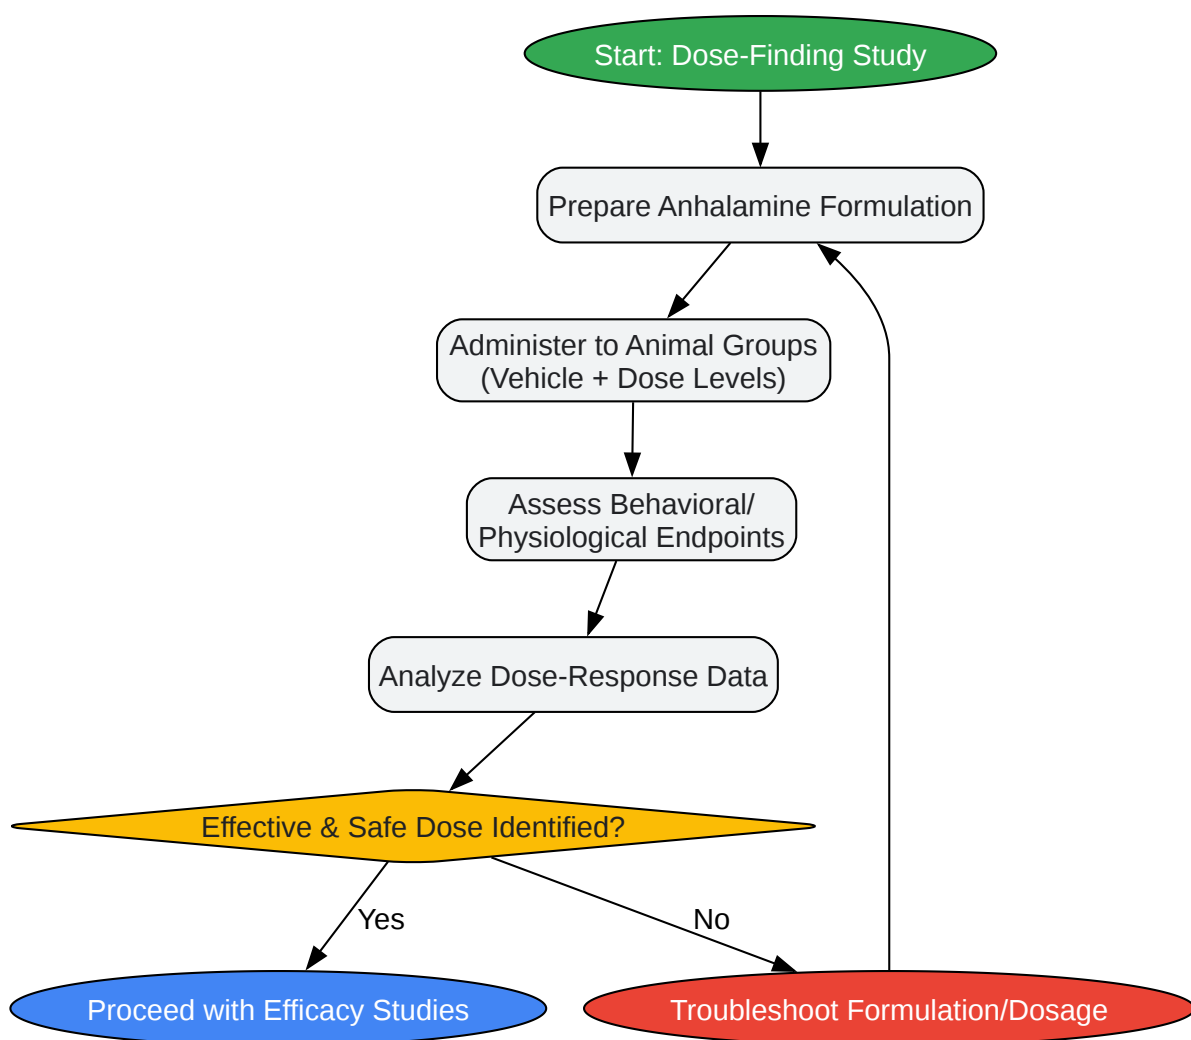 Start: Dose-Finding Study
Prepare Anhalamine Formulation
Administer to Animal Groups
(Vehicle + Dose Levels)
Assess Behavioral/
Physiological Endpoints
Analyze Dose-Response Data
Effective & Safe Dose Identified?
Yes
No
Proceed with Efficacy Studies
Troubleshoot Formulation/Dosage